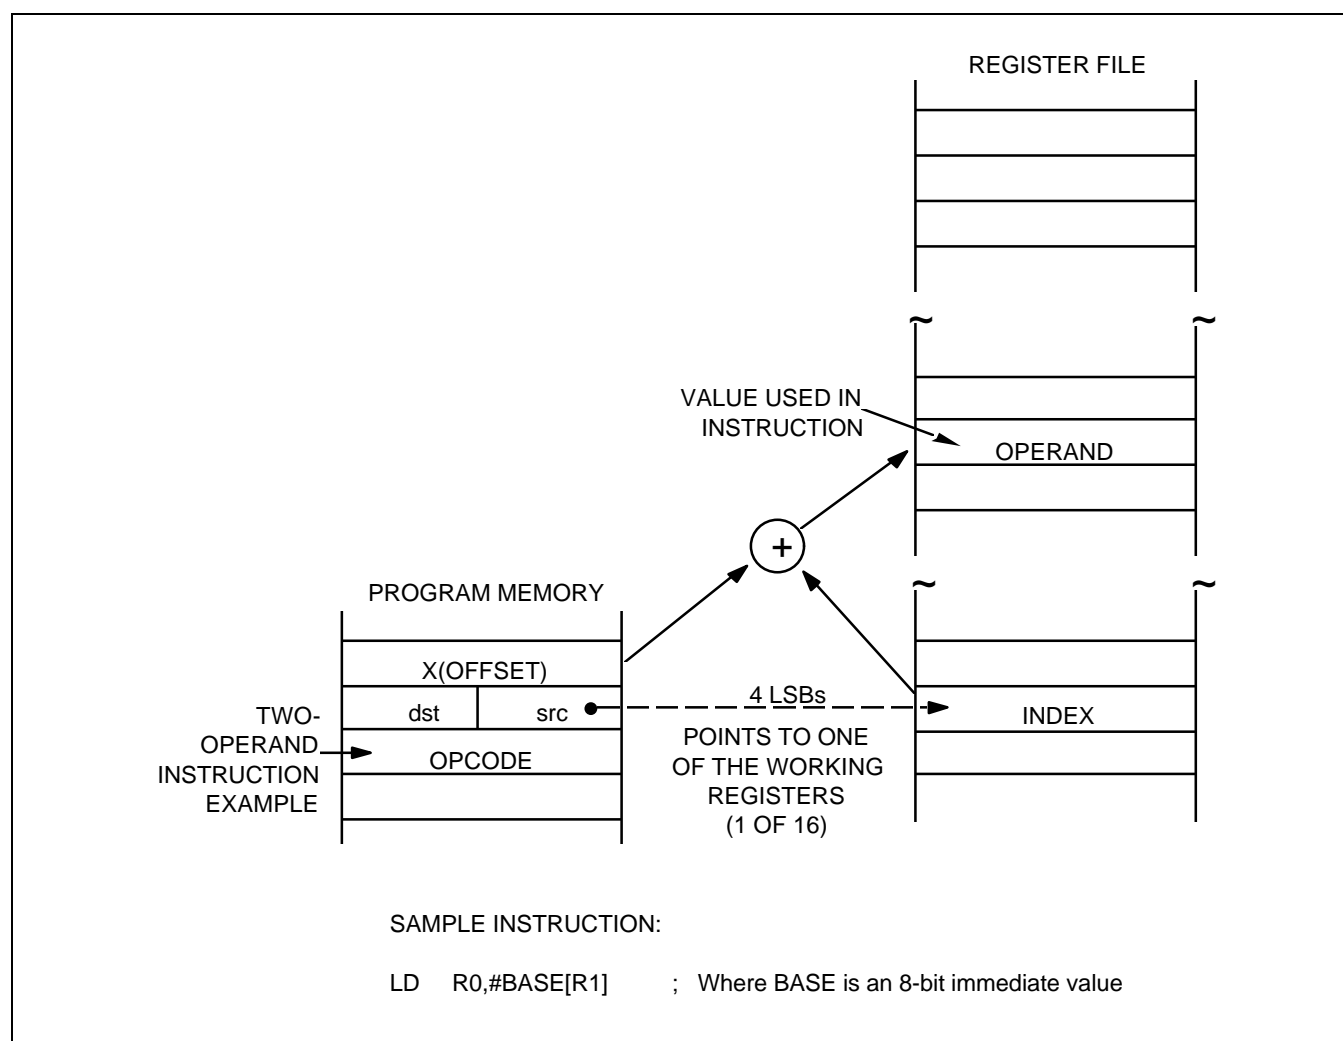 REGISTER FILE
~ ~
VALUE USED IN
INSTRUCTION
OPERAND
+
~ ~
PROGRAM MEMORY
X(OFFSET)
dst src
OPCODE
TWO-
OPERAND
INSTRUCTION
EXAMPLE
4 LSBs
POINTS TO ONE
OF THE WORKING
REGISTERS
(1 OF 16)
INDEX
SAMPLE INSTRUCTION:
LD R0,#BASE[R1] ; Where BASE is an 8-bit immediate value